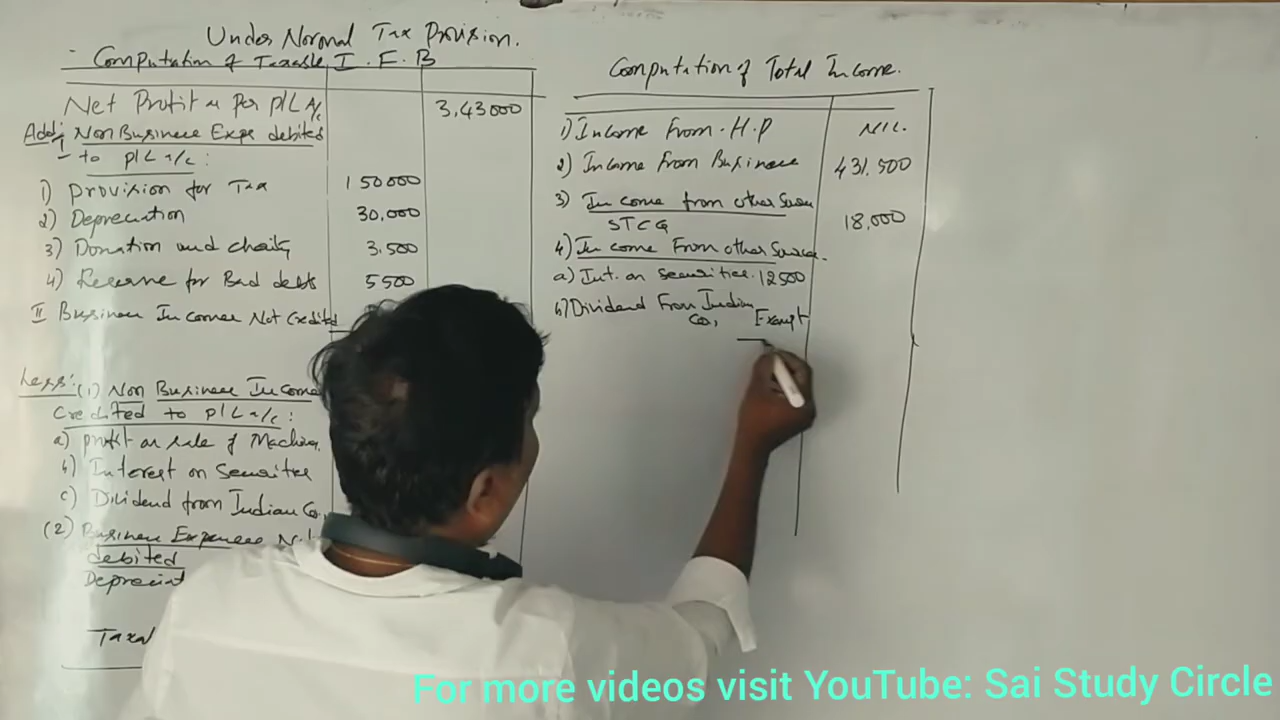 Under Normal Tax Provision.
Computation of Taxable I.F.B
Net Profit as per P/L A/c 3,43000
Add: I Non Business Exps debited
to P/L a/c:
1) Provision for Tax 150000
2) Depreciation 30,000
3) Donation and charity 3.500
4) Reserve for Bad debts 5500
II Business Income Not Credited
Less: (1) Non Business Income
Credited to P/L a/c:
a) Profit on sale of Machine
b) Interest on Securities
c) Dividend from Indian Co.,
(2) Business Expenses
debited
Depreciat
Taxa
Computation of Total Income.
1) Income From H.P NIL.
2) Income From Business 431.500
3) Income from other
STCG 18,000
4) Income From other Source.
a) Int. on Securities. 12500
b) Dividend From Indian
Co, Exempt
For more videos visit YouTube: Sai Study Circle